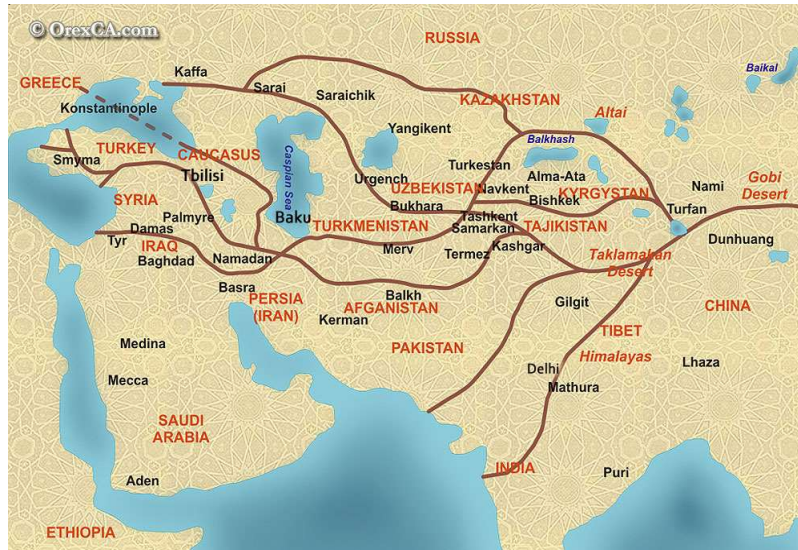 © OrexCA.com
RUSSIA
Baikal
Kaffa
GREECE
Sarai
Saraichik
KAZAKHSTAN
Konstaninople
Altai
Yangikent
Balkhash
TURKEY
CAUCASUS
Smyma
Caspian Sea
Turkestan
Tbilisi
Urgench
UZBEKISTAN
Navkent
Alma-Ata
KYRGYSTAN
Nami
Gobi
Desert
SYRIA
Bukhara
Bishkek
Turfan
Palmyre
Baku
TURKMENISTAN
Tashkent
TAJIKISTAN
Damas
Samarkan
Tyr
IRAQ
Merv
Kashgar
Dunhuang
Baghdad
Namadan
Termez
Taklamakan
Desert
Basra
PERSIA
(IRAN)
Balkh
AFGANISTAN
Gilgit
CHINA
Kerman
TIBET
Medina
PAKISTAN
Himalayas
Lhaza
Delhi
Mecca
Mathura
SAUDI
ARABIA
INDIA
Puri
Aden
ETHIOPIA